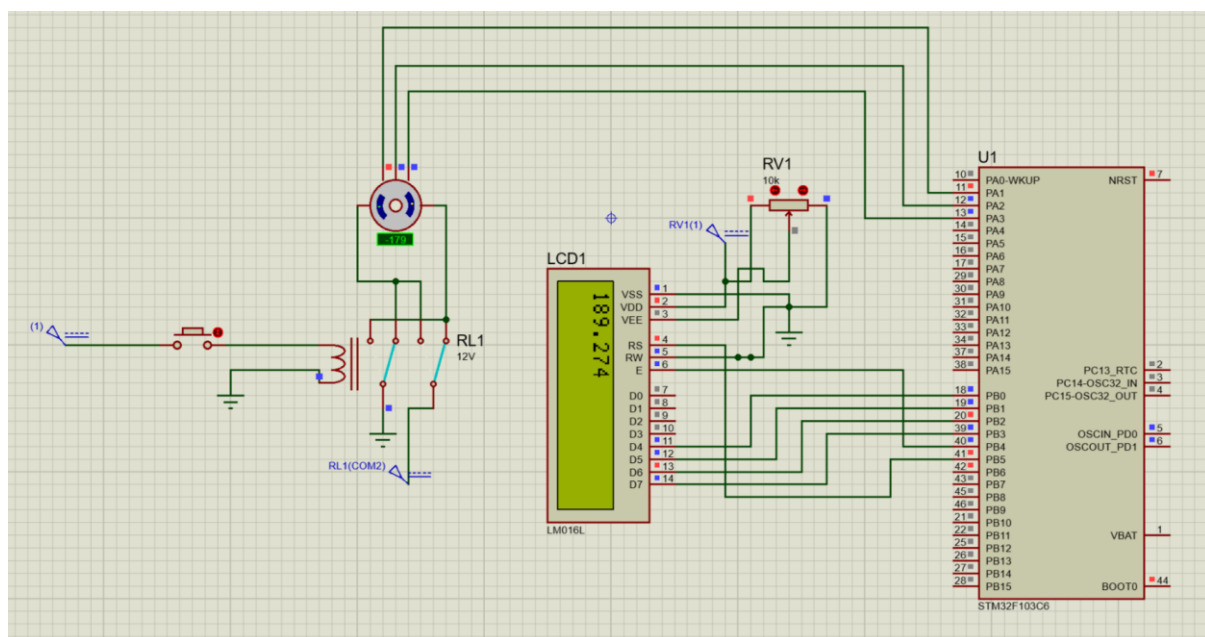 -179
(1)
RL1
12V
RL1(COM2)
RV1
10k
RV1(1)
LCD1
189.274
VSS 1
VDD 2
VEE 3
RS 4
RW 5
E 6
D0 7
D1 8
D2 9
D3 10
D4 11
D5 12
D6 13
D7 14
LM016L
U1
10 PA0-WKUP NRST 7
11 PA1
12 PA2
13 PA3
14 PA4
15 PA5
16 PA6
17 PA7
29 PA8
30 PA9
31 PA10
32 PA11
33 PA12
34 PA13
37 PA14
38 PA15
PC13_RTC 2
PC14-OSC32_IN 3
PC15-OSC32_OUT 4
18 PB0
19 PB1
20 PB2
39 PB3
40 PB4
41 PB5
42 PB6
43 PB7
45 PB8
46 PB9
21 PB10
22 PB11
25 PB12
26 PB13
27 PB14
28 PB15
OSCIN_PD0 5
OSCOUT_PD1 6
VBAT 1
BOOT0 44
STM32F103C6